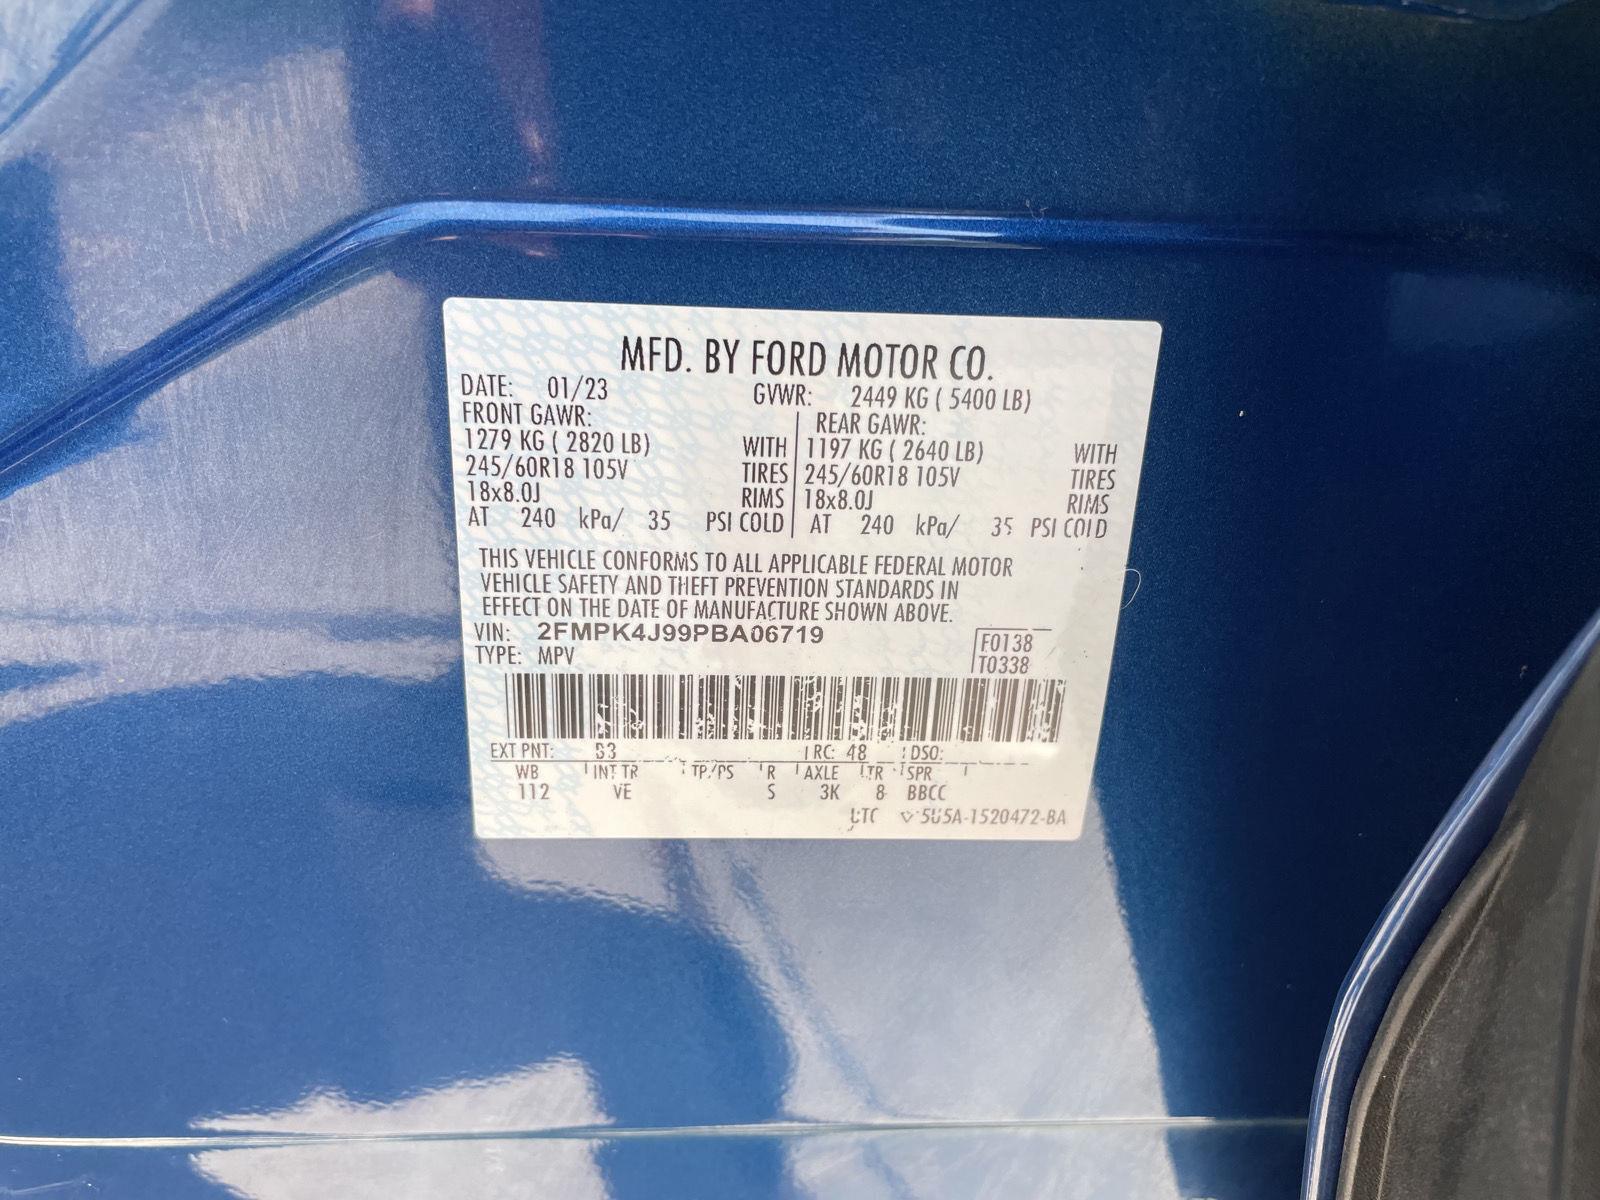 MFD. BY FORD MOTOR CO.
DATE: 01/23 GVWR: 2449 KG ( 5400 LB)
FRONT GAWR: REAR GAWR:
1279 KG ( 2820 LB) WITH 1197 KG ( 2640 LB) WITH
245/60R18 105V TIRES 245/60R18 105V TIRES
18x8.0J RIMS 18x8.0J RIMS
AT 240 kPa/ 35 PSI COLD AT 240 kPa/ 35 PSI COLD
THIS VEHICLE CONFORMS TO ALL APPLICABLE FEDERAL MOTOR
VEHICLE SAFETY AND THEFT PREVENTION STANDARDS IN
EFFECT ON THE DATE OF MANUFACTURE SHOWN ABOVE.
VIN: 2FMPK4J99PBA06719 F0138
TYPE: MPV T0338
EXT PNT: RC: 48 DSO:
WB INT TR TP/PS R AXLE TR SPR
112 VE S 3K 8 BBCC
5U5A-1520472-BA